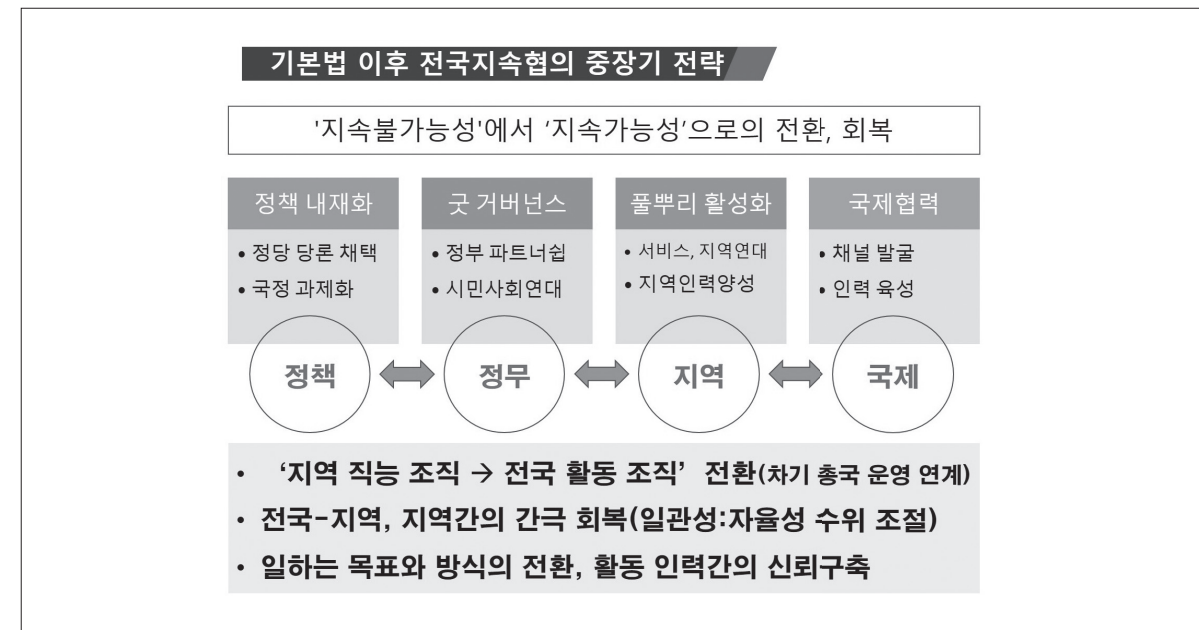 기본법 이후 전국지속협의 중장기 전략
'지속불가능성'에서 ‘지속가능성’으로의 전환, 회복
정책 내재화
• 정당 당론 채택
• 국정 과제화
정책
굿 거버넌스
• 정부 파트너쉽
• 시민사회연대
정무
풀뿌리 활성화
• 서비스, 지역연대
• 지역인력양성
지역
국제협력
• 채널 발굴
• 인력 육성
국제
• ‘지역 직능 조직 → 전국 활동 조직’ 전환(차기 총국 운영 연계)
• 전국-지역, 지역간의 간극 회복(일관성:자율성 수위 조절)
• 일하는 목표와 방식의 전환, 활동 인력간의 신뢰구축